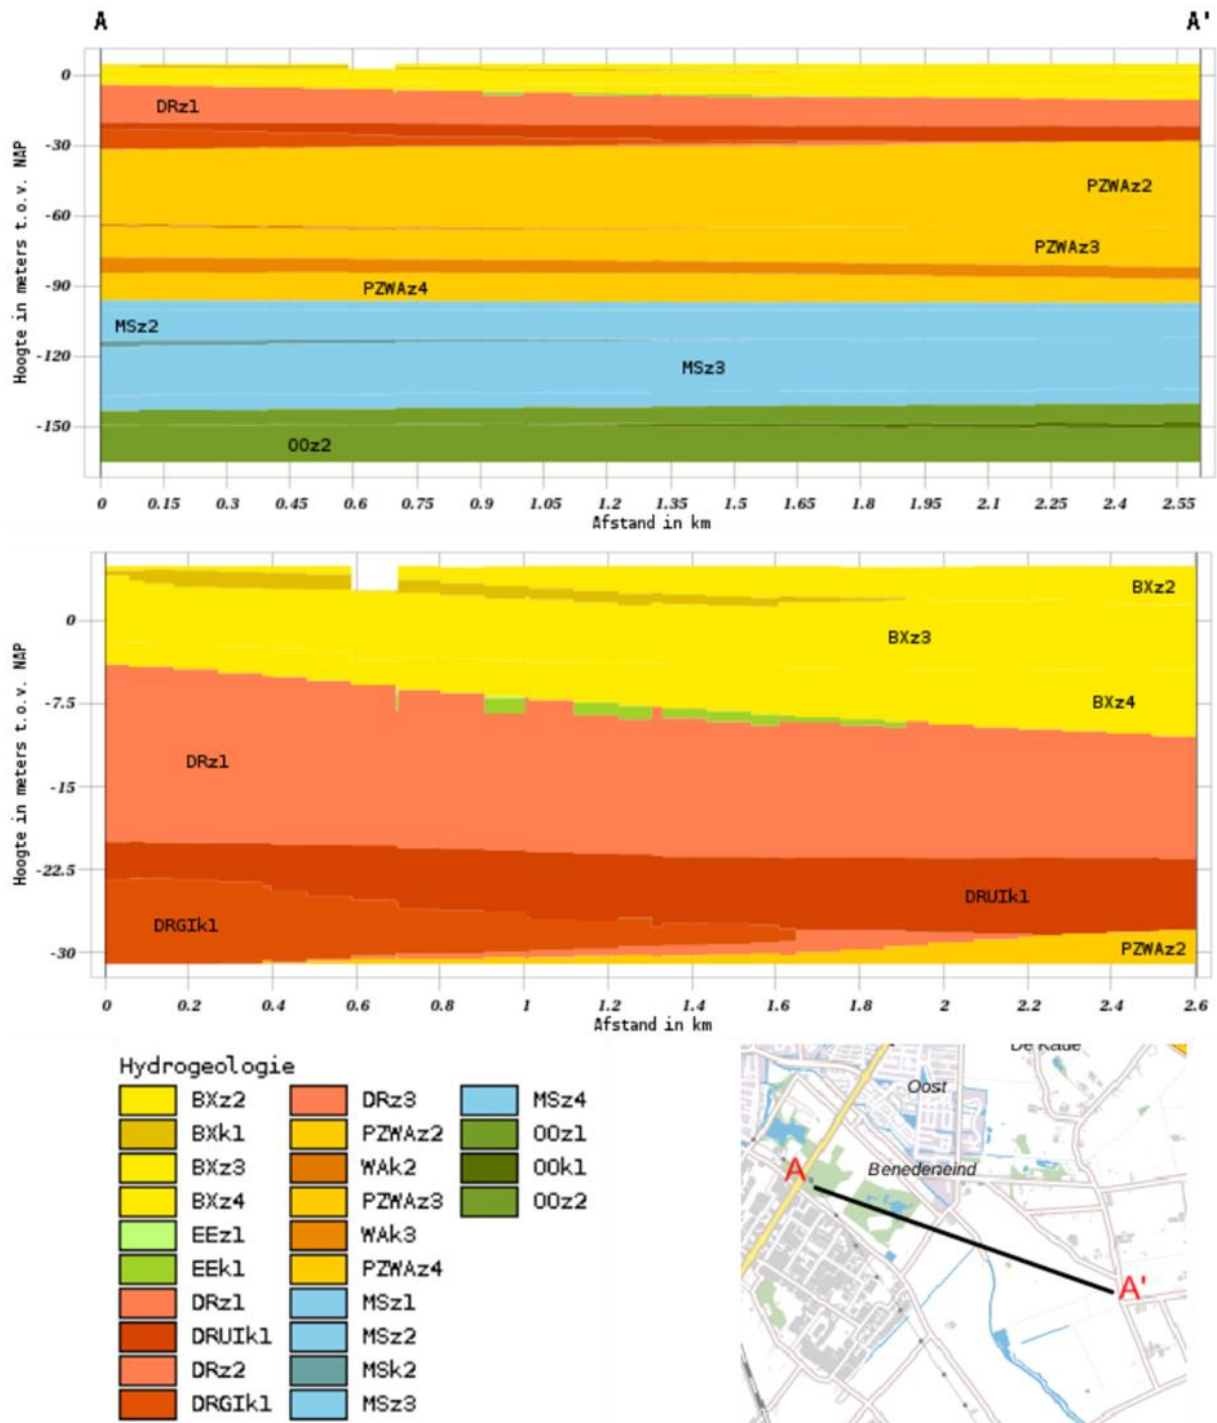 A A'
Hoogte in meters t.o.v. NAP
0
-30
-60
-90
-120
-150
DRz1
PZWAz2
PZWAz3
PZWAz4
MSz2
MSz3
OOz2
0 0.15 0.3 0.45 0.6 0.75 0.9 1.05 1.2 1.35 1.5 1.65 1.8 1.95 2.1 2.25 2.4 2.55
Afstand in km
Hoogte in meters t.o.v. NAP
0
-7.5
-15
-22.5
-30
BXz2
BXz3
BXz4
DRz1
DRUIk1
DRGIk1
PZWAz2
0 0.2 0.4 0.6 0.8 1 1.2 1.4 1.6 1.8 2 2.2 2.4 2.6
Afstand in km
Hydrogeologie
BXz2
BXk1
BXz3
BXz4
EEz1
EEk1
DRz1
DRUIk1
DRz2
DRGIk1
DRz3
PZWAz2
WAk2
PZWAz3
WAk3
PZWAz4
MSz1
MSz2
MSk2
MSz3
MSz4
OOz1
OOk1
OOz2
Oost
Benedeneind
A
A'